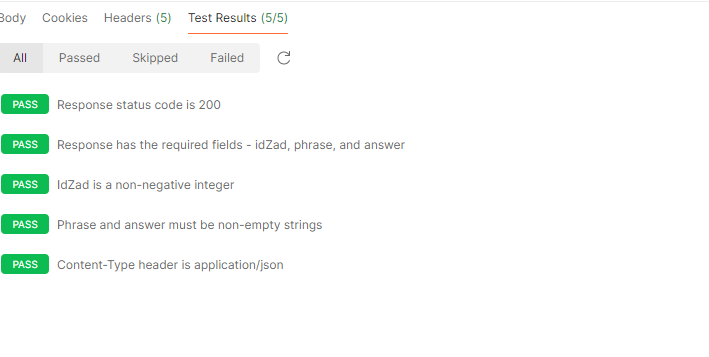 Body Cookies Headers (5) Test Results (5/5)
All Passed Skipped Failed
PASS Response status code is 200
PASS Response has the required fields - idZad, phrase, and answer
PASS IdZad is a non-negative integer
PASS Phrase and answer must be non-empty strings
PASS Content-Type header is application/json